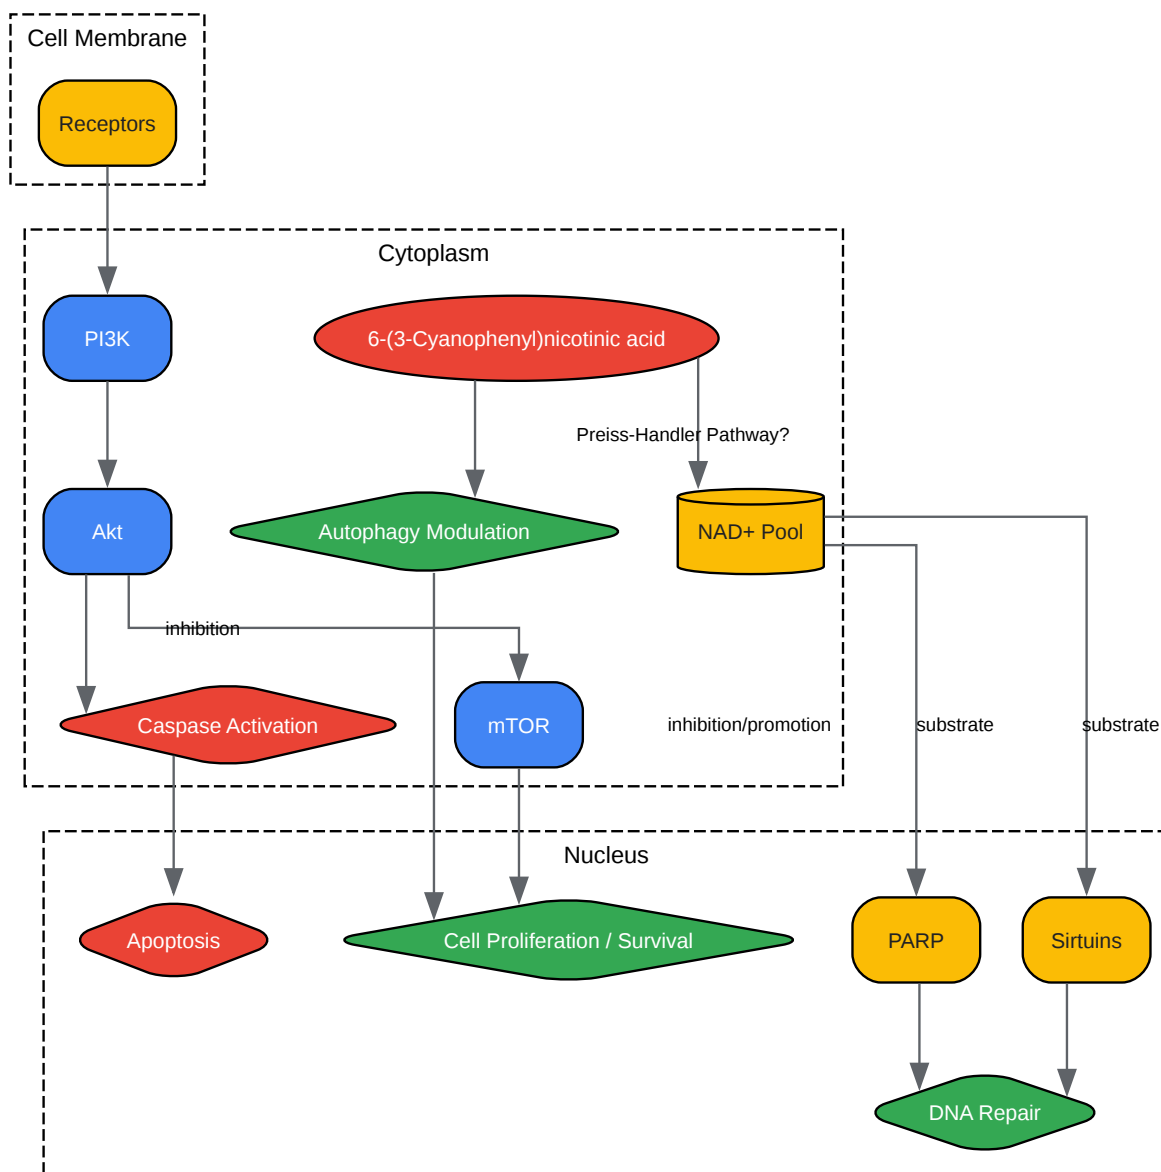 Cell Membrane
Receptors
Cytoplasm
PI3K
6-(3-Cyanophenyl)nicotinic acid
Preiss-Handler Pathway?
Akt
Autophagy Modulation
NAD+ Pool
inhibition
Caspase Activation
mTOR
inhibition/promotion
substrate
substrate
Nucleus
Apoptosis
Cell Proliferation / Survival
PARP
Sirtuins
DNA Repair